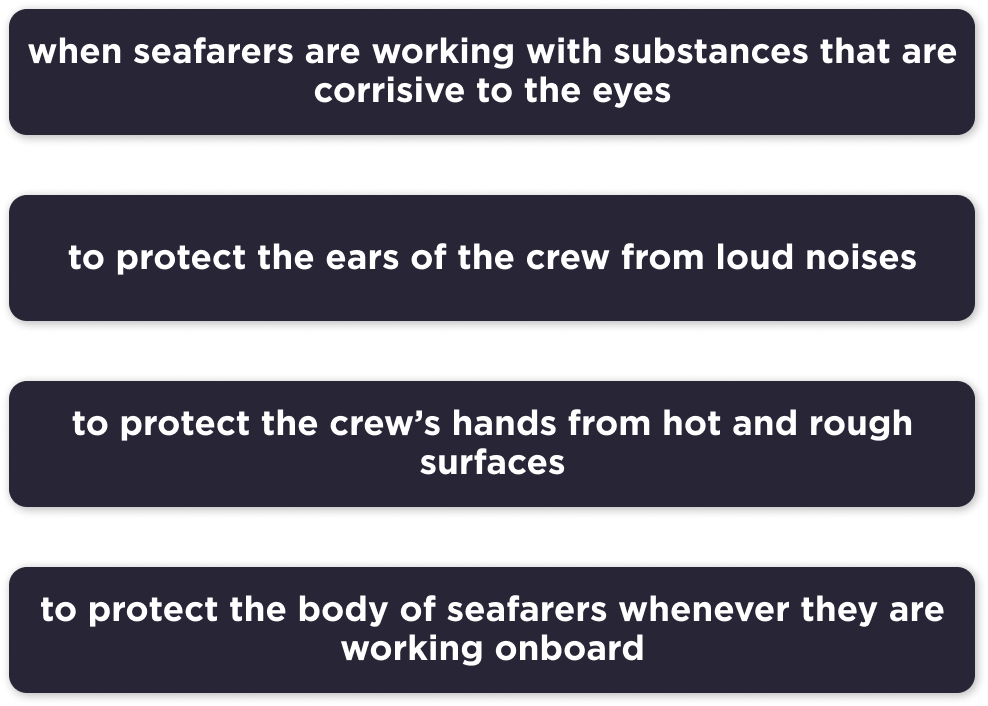 when seafarers are working with substances that are
corrisive to the eyes
to protect the ears of the crew from loud noises
to protect the crew’s hands from hot and rough
surfaces
to protect the body of seafarers whenever they are
working onboard